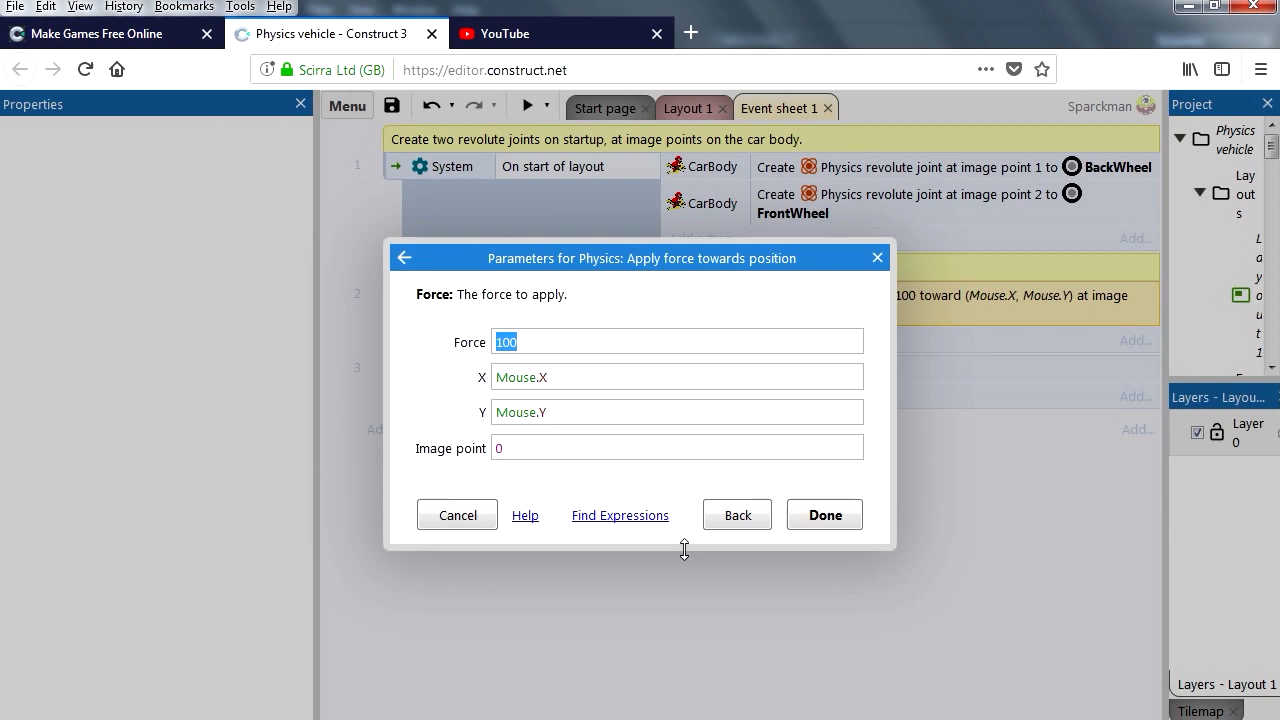 File Edit View History Bookmarks Tools Help
Make Games Free Online Physics vehicle - Construct 3 YouTube
Scirra Ltd (GB) https://editor.construct.net
Properties
Menu Start page Layout 1 Event sheet 1 Sparckman
Project
Create two revolute joints on startup, at image points on the car body.
1 System On start of layout CarBody Create Physics revolute joint at image point 1 to BackWheel
CarBody Create Physics revolute joint at image point 2 to
FrontWheel
Add...
Physics
vehicle
Lay
out
s
L
a
y
o
u
t
1
Parameters for Physics: Apply force towards position
Force: The force to apply.
2 100 toward (Mouse.X, Mouse.Y) at image
Add...
3
Add...
Add...
Force 100
X Mouse.X
Y Mouse.Y
Image point 0
Cancel Help Find Expressions Back Done
Layers - Layou...
Layer
0
Layers - Layout 1
Tilemap